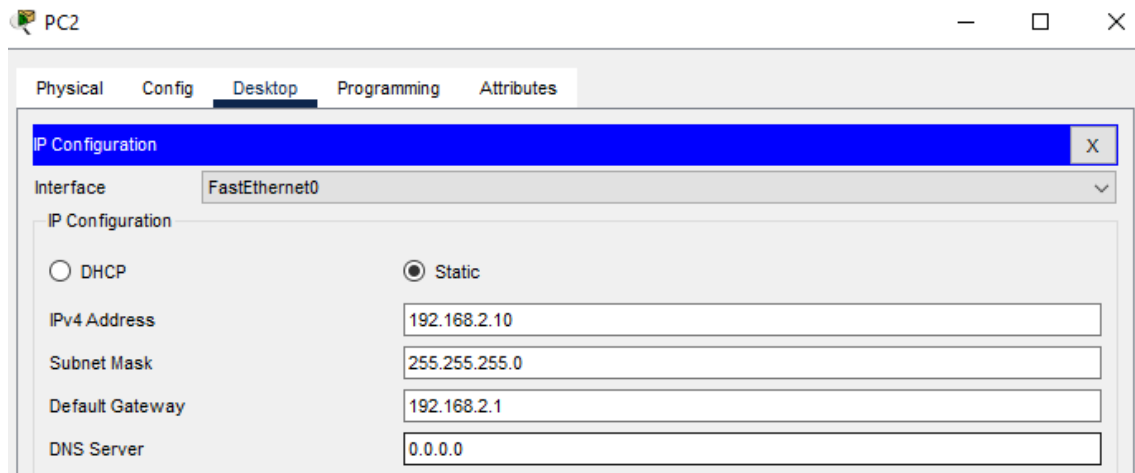 PC2
Physical Config Desktop Programming Attributes
IP Configuration X
Interface FastEthernet0
IP Configuration
DHCP Static
IPv4 Address 192.168.2.10
Subnet Mask 255.255.255.0
Default Gateway 192.168.2.1
DNS Server 0.0.0.0